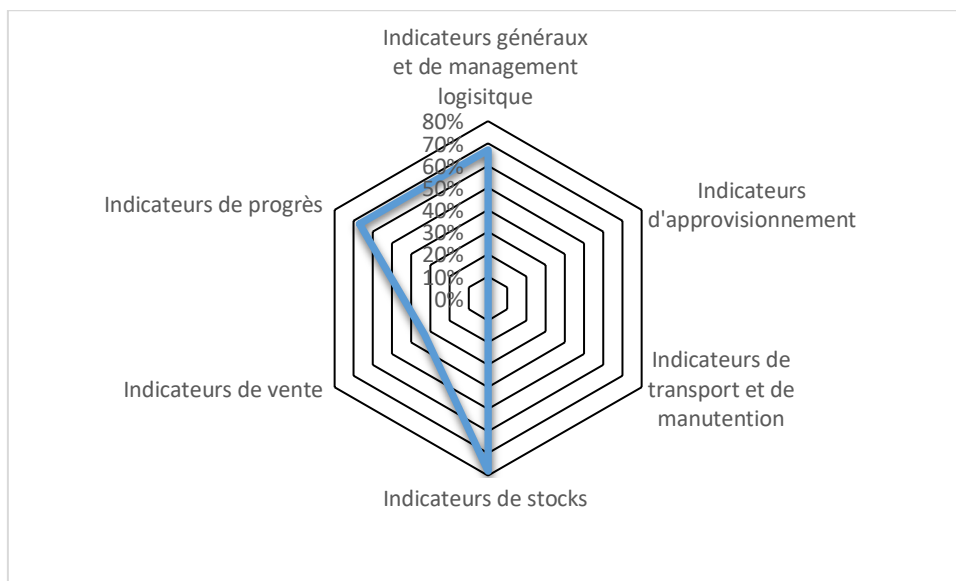 Indicateurs généraux
et de management
logisitque
80%
70%
60%
50%
40%
30%
20%
10%
0%
Indicateurs
d'approvisionnement
Indicateurs de
transport et de
manutention
Indicateurs de stocks
Indicateurs de vente
Indicateurs de progrès